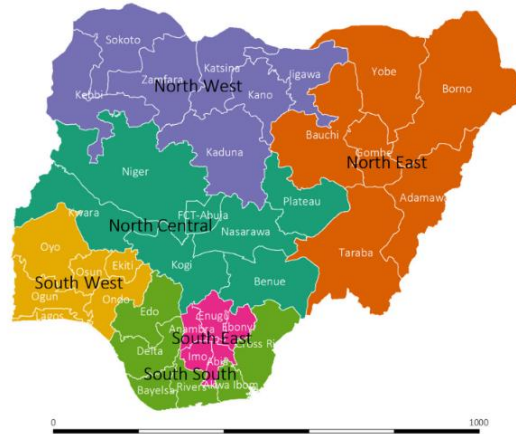 Sokoto
Katsina
Yobe
Borno
Zamfara
Jigawa
North West
Kebbi
Kano
Bauchi
Gombe
North East
Kaduna
Niger
Adamawa
Plateau
Kwara
FCT-Abuja
North Central
Nasarawa
Oyo
Taraba
Ekiti
Osun
Kogi
South West
Benue
Ogun
Ondo
Edo
Lagos
Enugu
Anambra
Ebonyi
South East
Cross Ri
Delta
Imo
Abia
South South
Bayelsa
Rivers
Akwa Ibom
0
1000